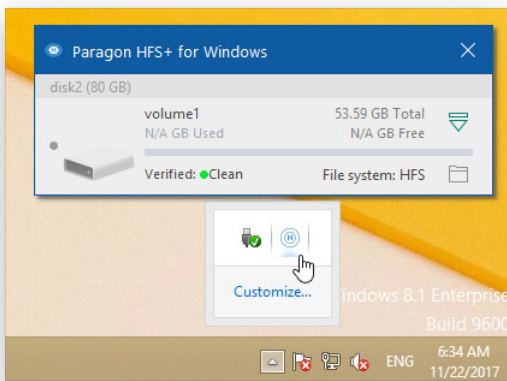 Paragon HFS+ for Windows
disk2 (80 GB)
volume1 53.59 GB Total
N/A GB Used N/A GB Free
Verified: Clean File system: HFS
H
Customize...
indows 8.1 Enterprise
Build 9600
ENG 6:34 AM
11/22/2017